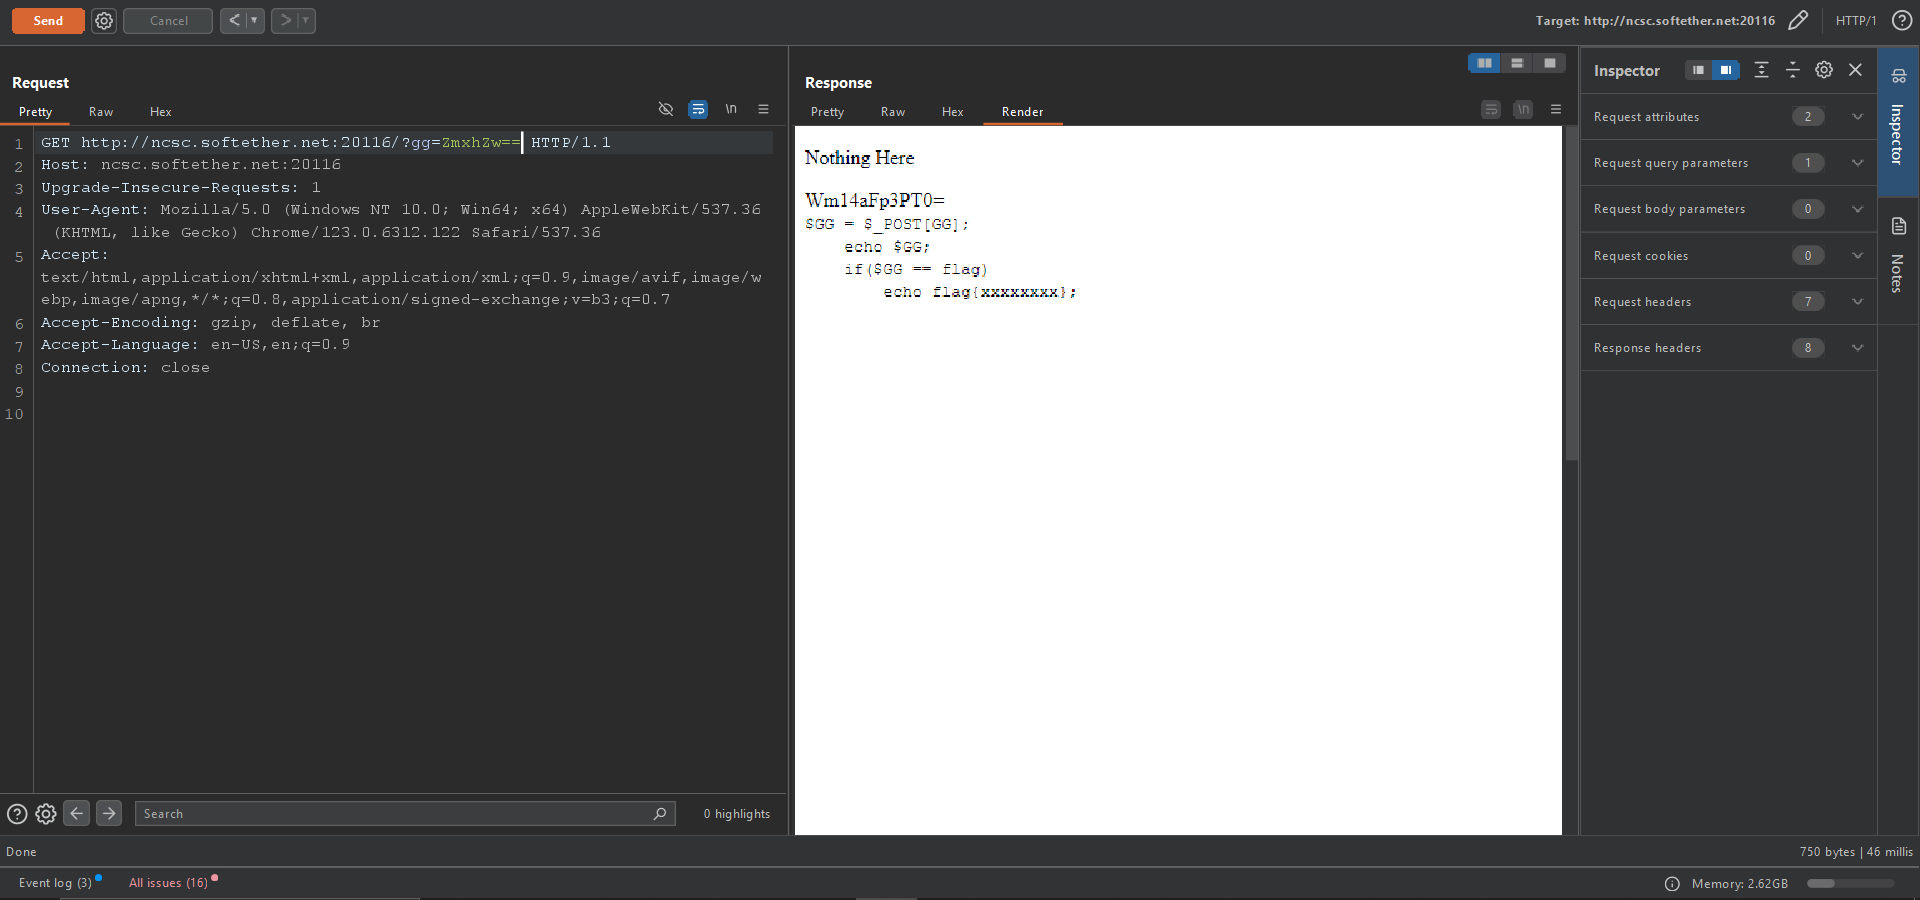 Send
Cancel
<
>
Target: http://ncsc.softether.net:20116
HTTP/1
?
Request
Pretty Raw Hex
\n
1 GET http://ncsc.softether.net:20116/?gg=ZmxhZw== HTTP/1.1
2 Host: ncsc.softether.net:20116
3 Upgrade-Insecure-Requests: 1
4 User-Agent: Mozilla/5.0 (Windows NT 10.0; Win64; x64) AppleWebKit/537.36
(KHTML, like Gecko) Chrome/123.0.6312.122 Safari/537.36
5 Accept:
text/html,application/xhtml+xml,application/xml;q=0.9,image/avif,image/w
ebp,image/apng,*/*;q=0.8,application/signed-exchange;v=b3;q=0.7
6 Accept-Encoding: gzip, deflate, br
7 Accept-Language: en-US,en;q=0.9
8 Connection: close
9
10
?
Search
0 highlights
Response
Pretty Raw Hex Render
\n
Nothing Here
Wm14aFp3PT0=
$GG = $_POST[GG];
echo $GG;
if($GG == flag)
echo flag{xxxxxxxx};
Inspector
Request attributes 2
Request query parameters 1
Request body parameters 0
Request cookies 0
Request headers 7
Response headers 8
Inspector
Notes
Done
750 bytes | 46 millis
Event log (3)
All issues (16)
Memory: 2.62GB